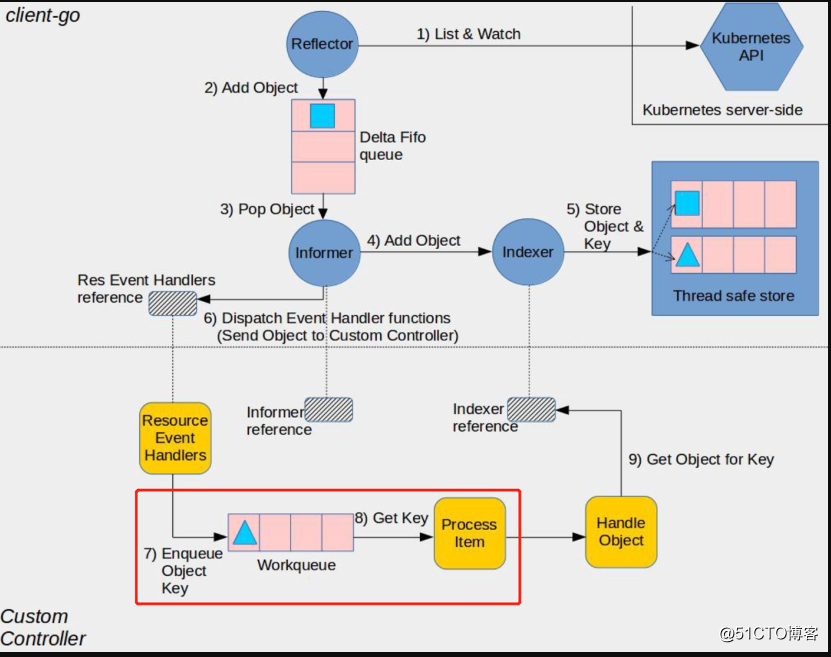 client-go
Reflector
1) List & Watch
Kubernetes
API
Kubernetes server-side
2) Add Object
Delta Fifo
queue
3) Pop Object
Informer
4) Add Object
Indexer
5) Store
Object &
Key
Thread safe store
Res Event Handlers
reference
6) Dispatch Event Handler functions
(Send Object to Custom Controller)
Resource
Event
Handlers
Informer
reference
Indexer
reference
9) Get Object for Key
7) Enqueue
Object
Key
Workqueue
8) Get Key
Process
Item
Handle
Object
Custom
Controller
@51CTO博客